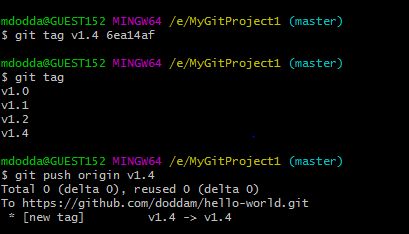 mdodda@GUEST152 MINGW64 /e/MyGitProject1 (master)
$ git tag v1.4 6ea14af
mdodda@GUEST152 MINGW64 /e/MyGitProject1 (master)
$ git tag
v1.0
v1.1
v1.2
v1.4
mdodda@GUEST152 MINGW64 /e/MyGitProject1 (master)
$ git push origin v1.4
Total 0 (delta 0), reused 0 (delta 0)
To https://github.com/doddam/hello-world.git
 * [new tag]         v1.4 -> v1.4